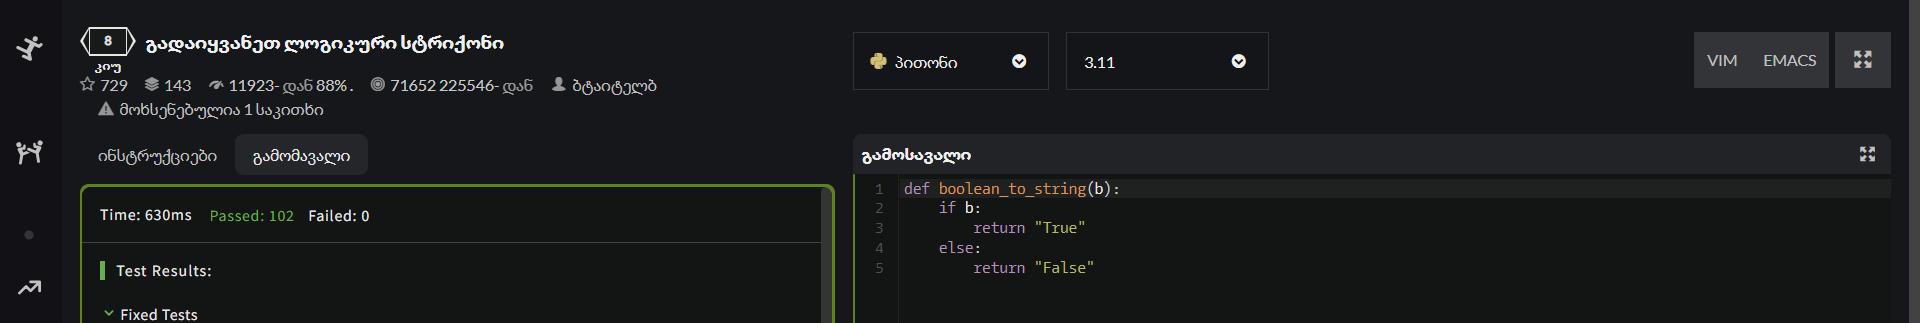 8
კიუ
გადაიყვანეთ ლოგიკური სტრიქონი
729 143 11923- დან 88% . 71652 225546- დან ბტაიტელბ
მოხსენებულია 1 საკითხი
ინსტრუქციები გამომავალი
Time: 630ms Passed: 102 Failed: 0
Test Results:
Fixed Tests
პითონი 3.11 VIM EMACS
გამოსავალი
1 def boolean_to_string(b):
2 if b:
3 return "True"
4 else:
5 return "False"